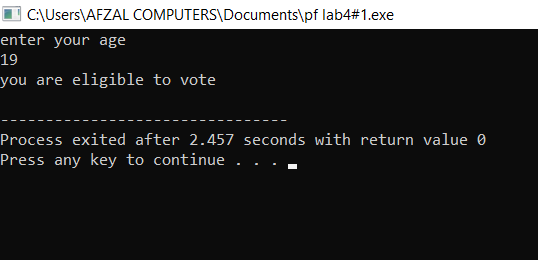 C:\Users\AFZAL COMPUTERS\Documents\pf lab4#1.exe
enter your age
19
you are eligible to vote
--------------------------------
Process exited after 2.457 seconds with return value 0
Press any key to continue . . .